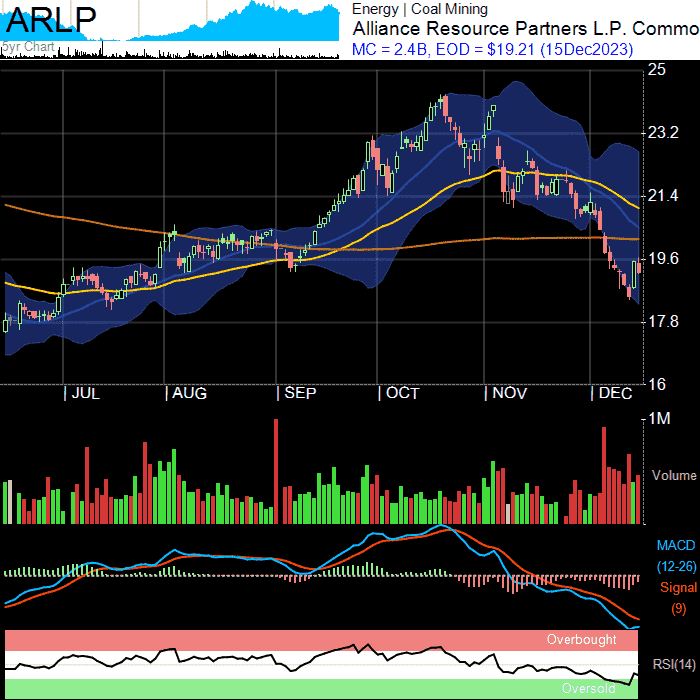 ARLP
5yr Chart
Energy | Coal Mining
Alliance Resource Partners L.P. Commo
MC = 2.4B, EOD = $19.21 (15Dec2023)
25
23.2
21.4
19.6
17.8
16
JUL
AUG
SEP
OCT
NOV
DEC
1M
Volume
MACD
(12-26)
Signal
(9)
Overbought
RSI(14)
Oversold